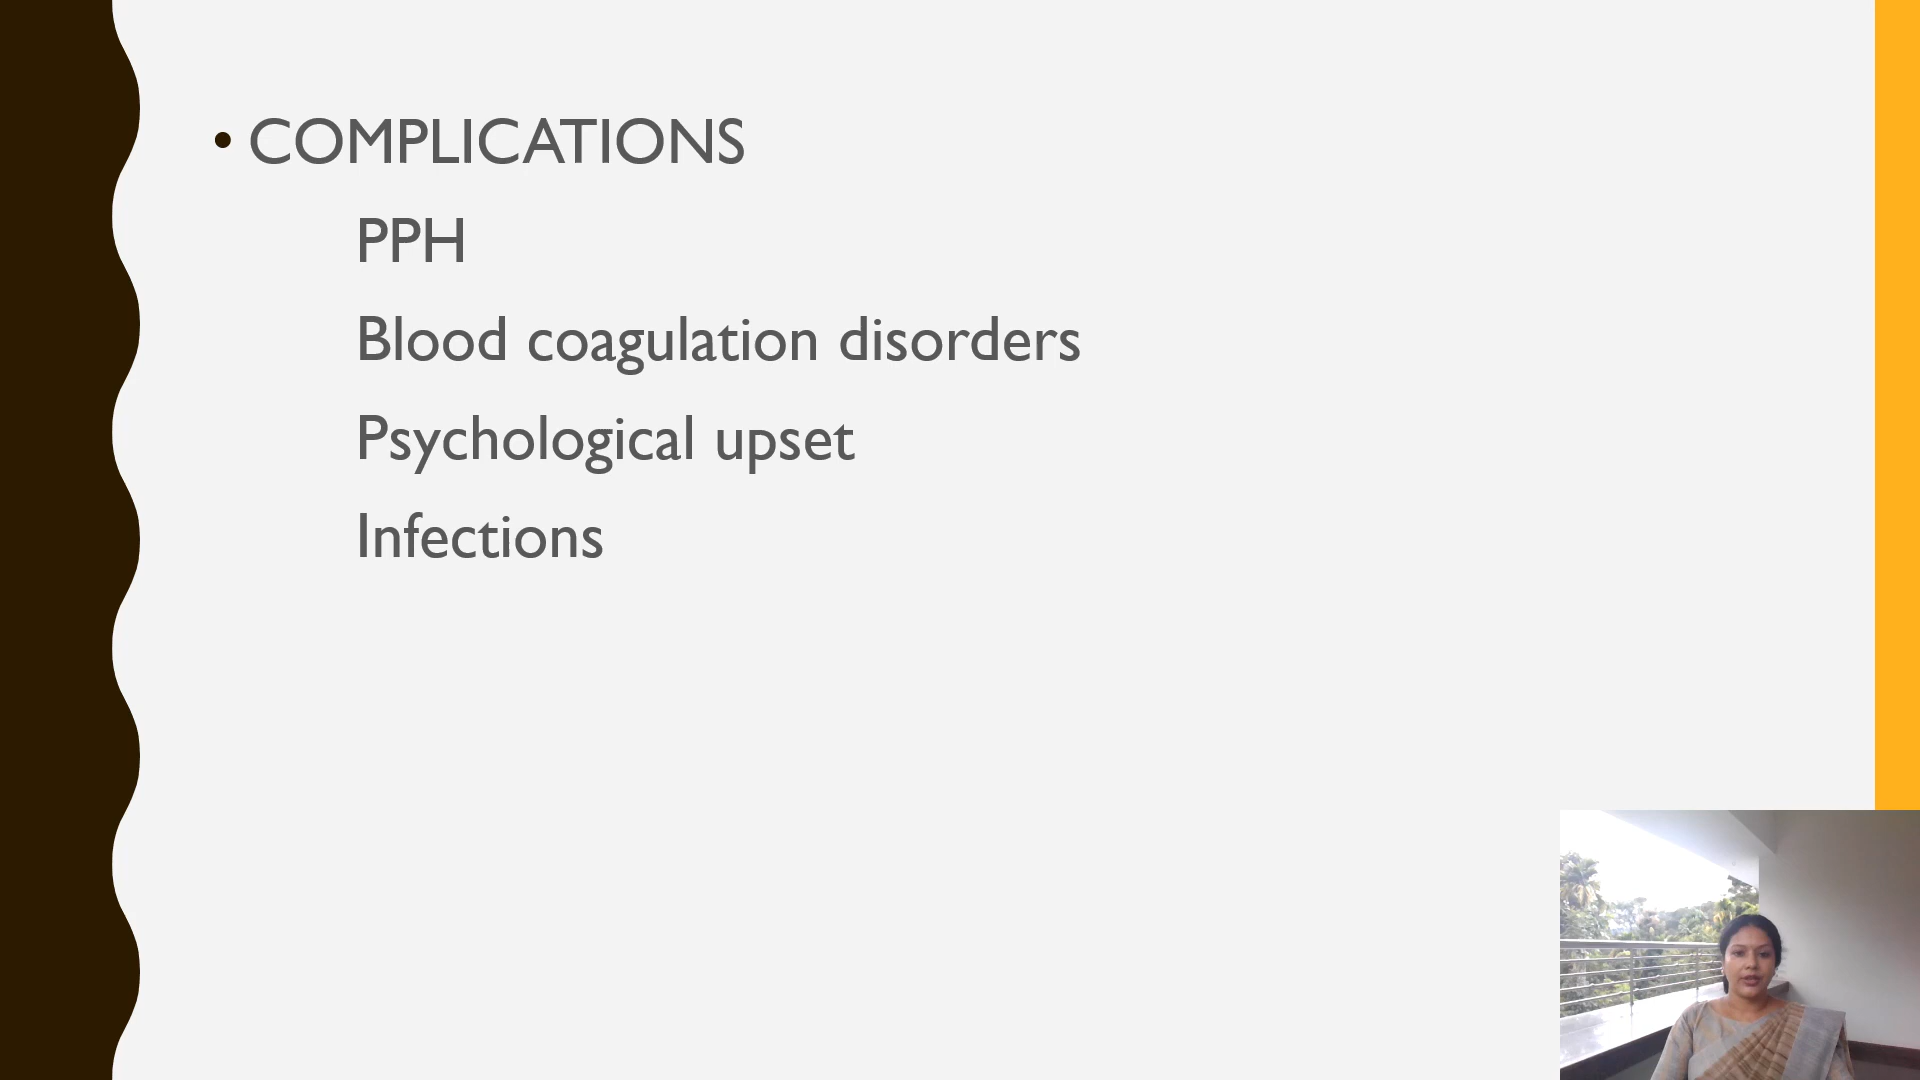 • COMPLICATIONS
PPH
Blood coagulation disorders
Psychological upset
Infections